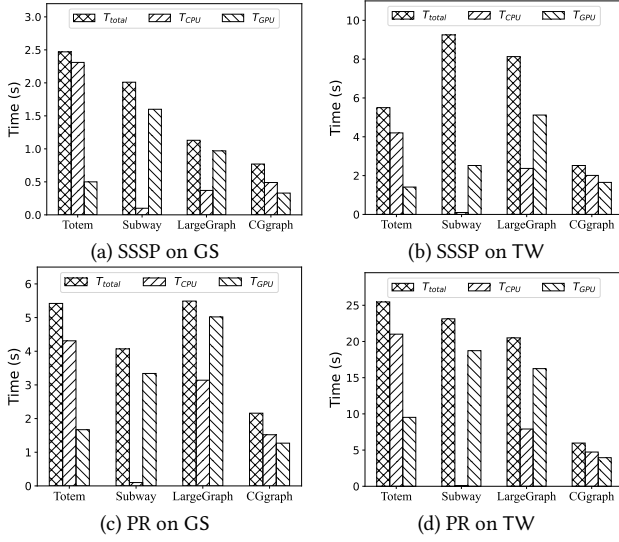 T_total T_CPU T_GPU
Time (s)
3.0
2.5
2.0
1.5
1.0
0.5
0.0
Totem Subway LargeGraph CGgraph
(a) SSSP on GS
T_total T_CPU T_GPU
Time (s)
10
8
6
4
2
0
Totem Subway LargeGraph CGgraph
(b) SSSP on TW
T_total T_CPU T_GPU
Time (s)
6
5
4
3
2
1
0
Totem Subway LargeGraph CGgraph
(c) PR on GS
T_total T_CPU T_GPU
Time (s)
25
20
15
10
5
0
Totem Subway LargeGraph CGgraph
(d) PR on TW